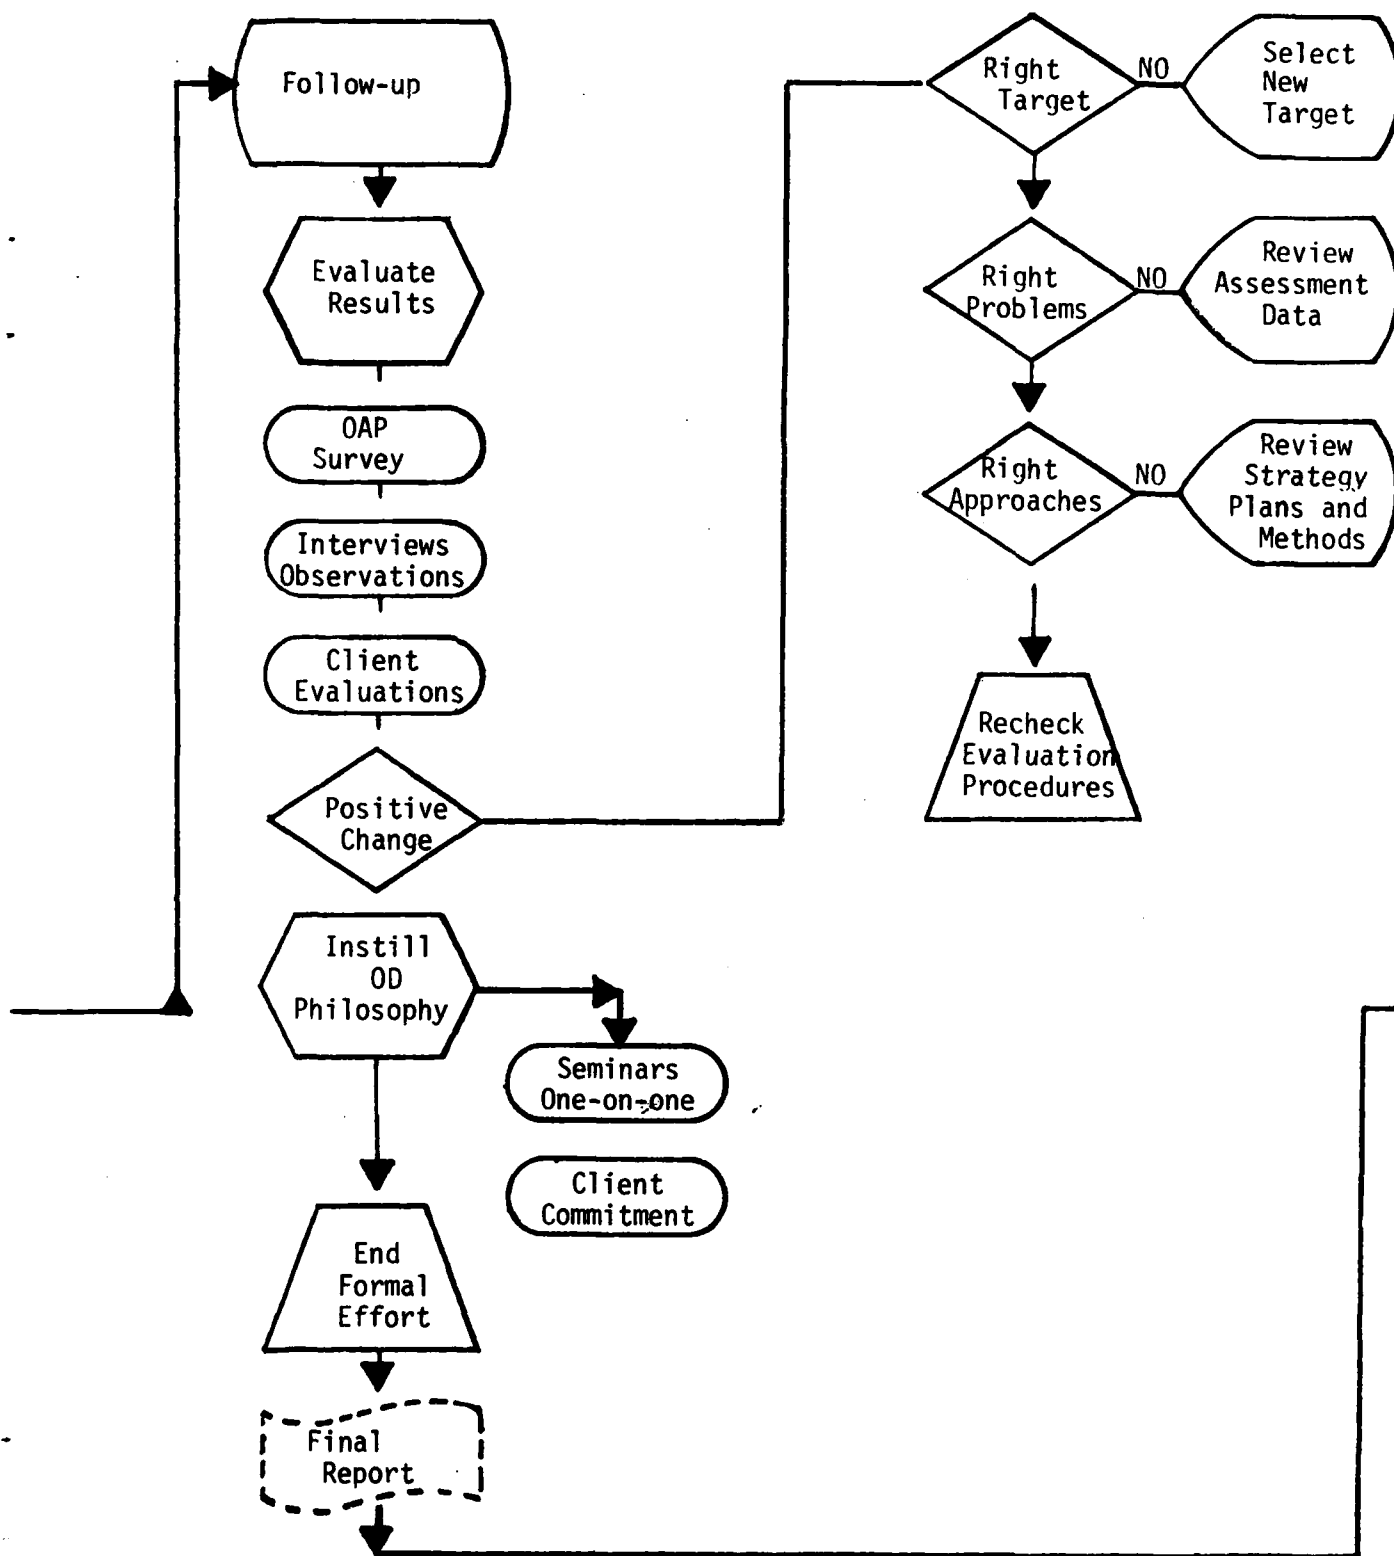 Follow-up
Evaluate
Results
OAP
Survey
Interviews
Observations
Client
Evaluations
Positive
Change
Instill
OD
Philosophy
Seminars
One-on-one
Client
Commitment
End
Formal
Effort
Final
Report
Right
Target
NO
Select
New
Target
Right
Problems
NO
Review
Assessment
Data
Right
Approaches
NO
Review
Strategy
Plans and
Methods
Recheck
Evaluation
Procedures